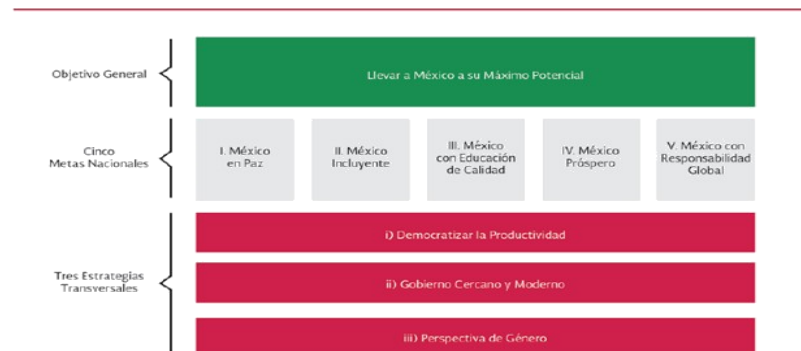 Objetivo General
Llevar a México a su Máximo Potencial
Cinco
Metas Nacionales
I. México
en Paz
II. México
Incluyente
III. México
con Educación
de Calidad
IV. México
Próspero
V. México con
Responsabilidad
Global
Tres Estrategias
Transversales
i) Democratizar la Productividad
ii) Gobierno Cercano y Moderno
iii) Perspectiva de Género